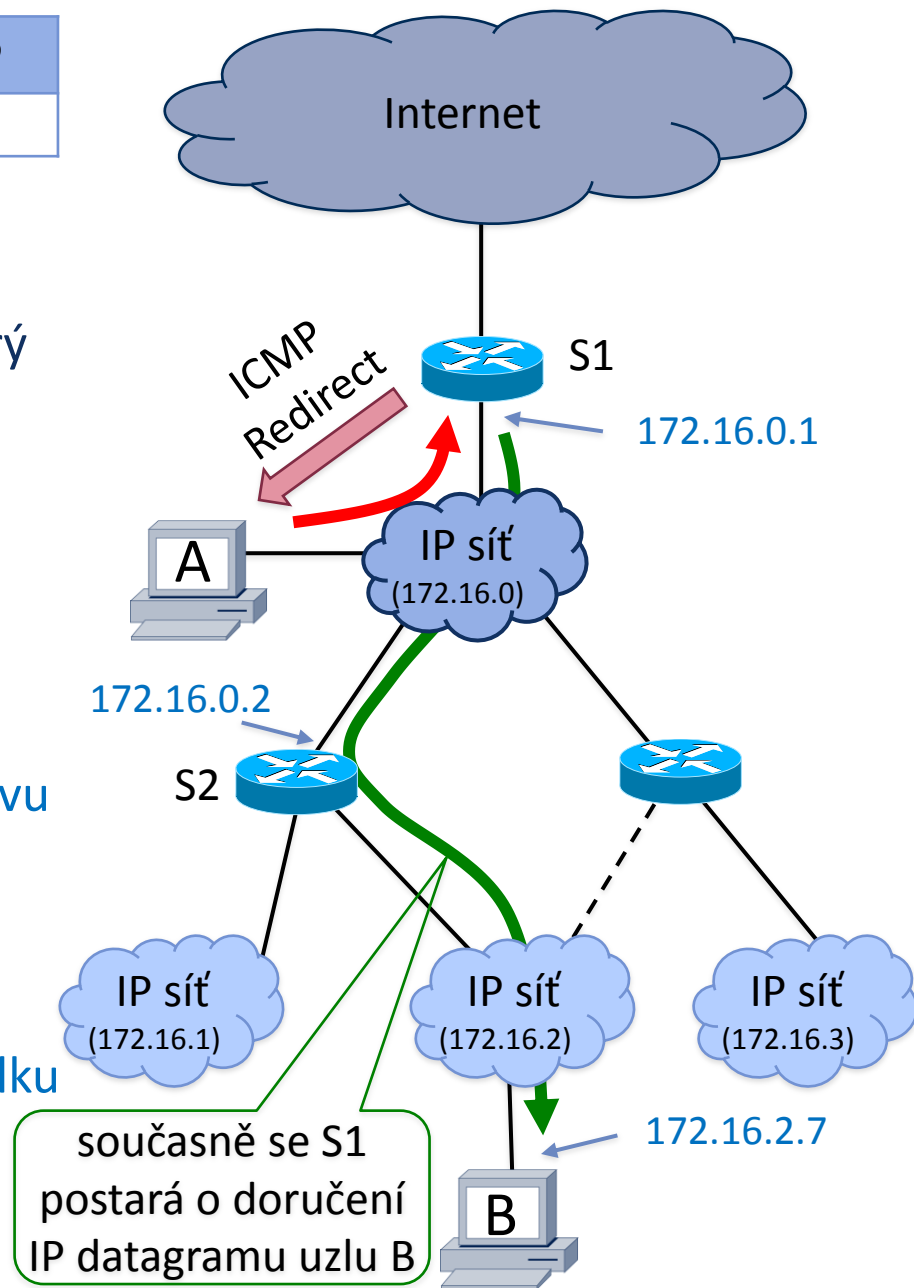 Internet
S1
ICMP
Redirect
172.16.0.1
A
IP síť
(172.16.0)
172.16.0.2
S2
IP síť
(172.16.1)
IP síť
(172.16.2)
IP síť
(172.16.3)
současně se S1
postará o doručení
IP datagramu uzlu B
172.16.2.7
B